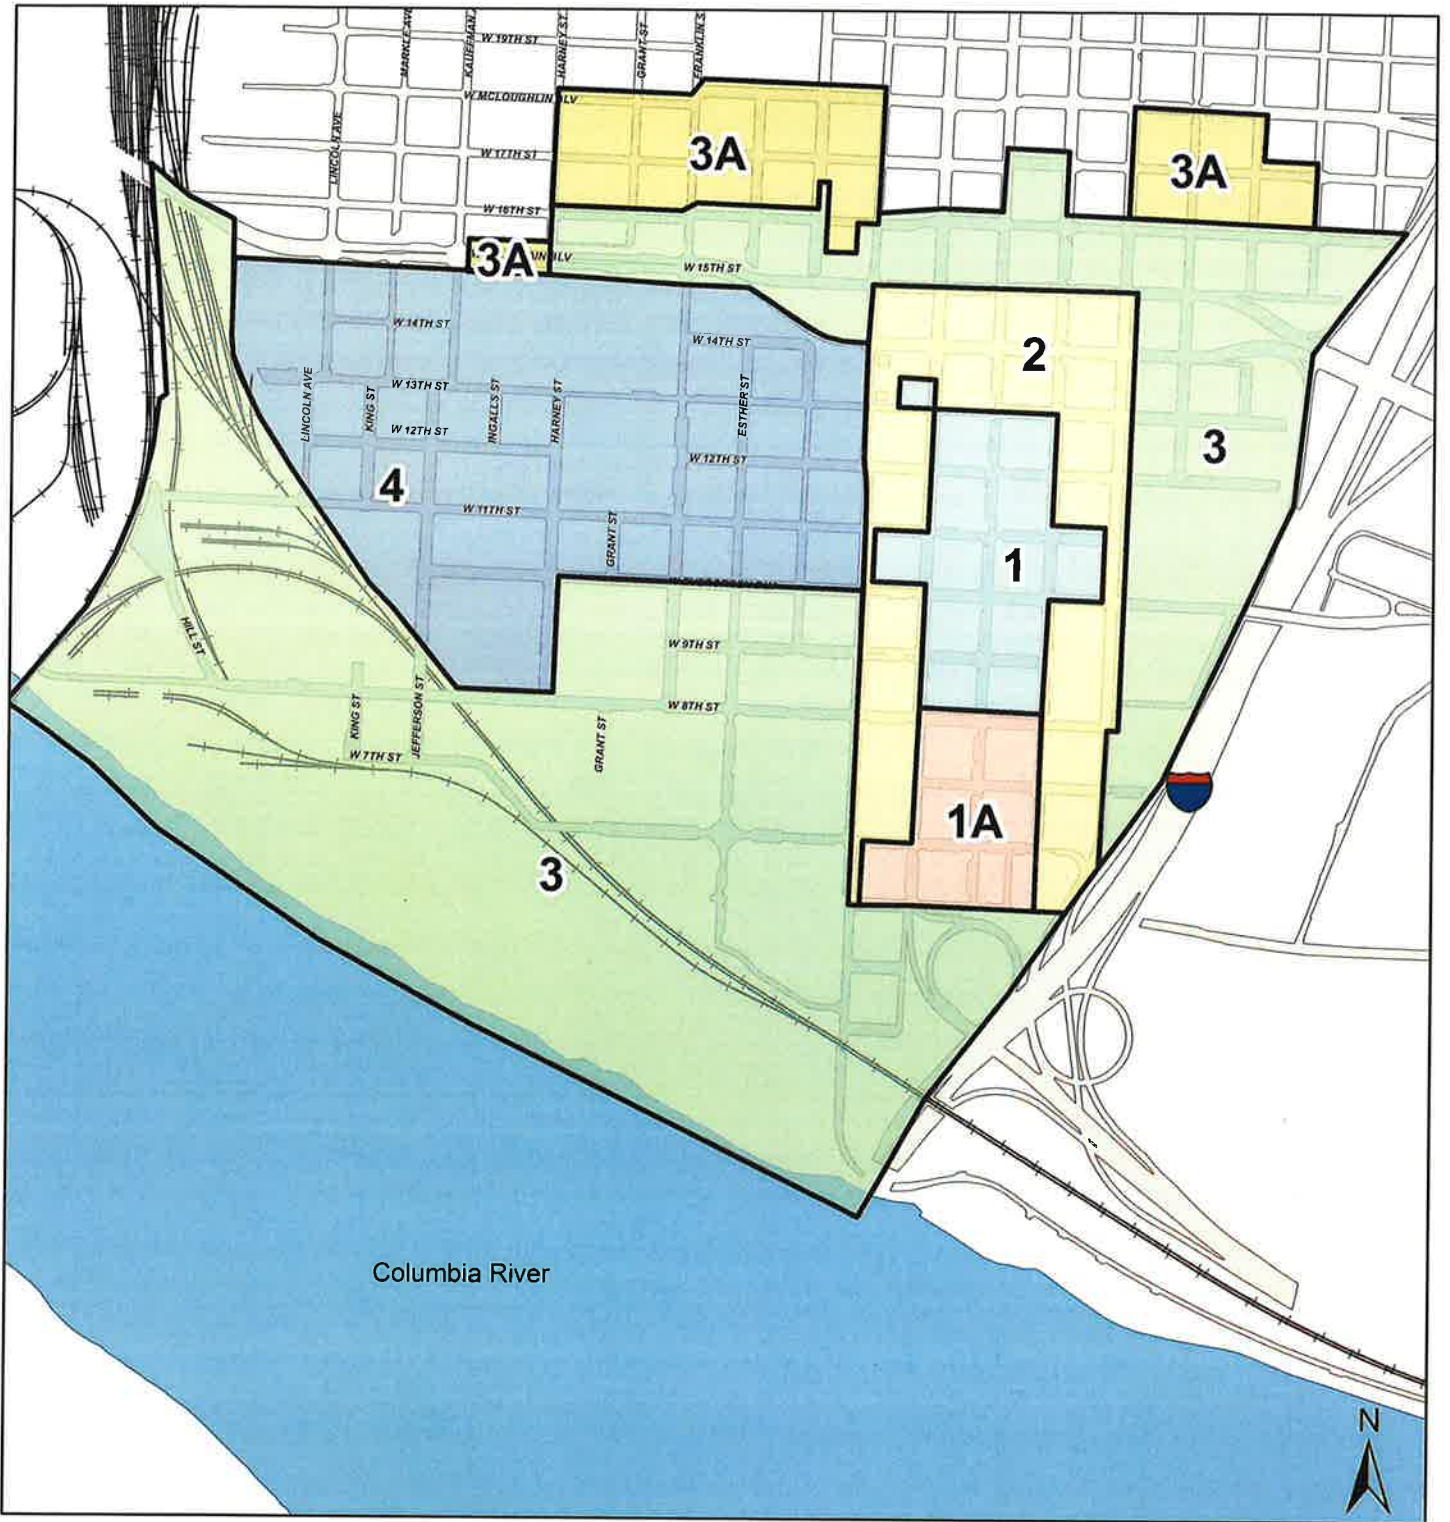 MARKLE AVE
KAUFFMAN
HARNEY ST
GRANT ST
FRANKLIN S
W 19TH ST
W MCLOUGHLIN BLV
LINCOLN AVE
W 17TH ST
3A
3A
W 16TH ST
3A
W 15TH ST
W 14TH ST
W 14TH ST
2
LINCOLN AVE
KING ST
W 13TH ST
INGALLS ST
HARNEY ST
ESTHER ST
W 12TH ST
W 12TH ST
3
4
W 11TH ST
GRANT ST
1
HILL ST
W 9TH ST
KING ST
JEFFERSON ST
W 8TH ST
GRANT ST
W 7TH ST
1A
3
Columbia River
N